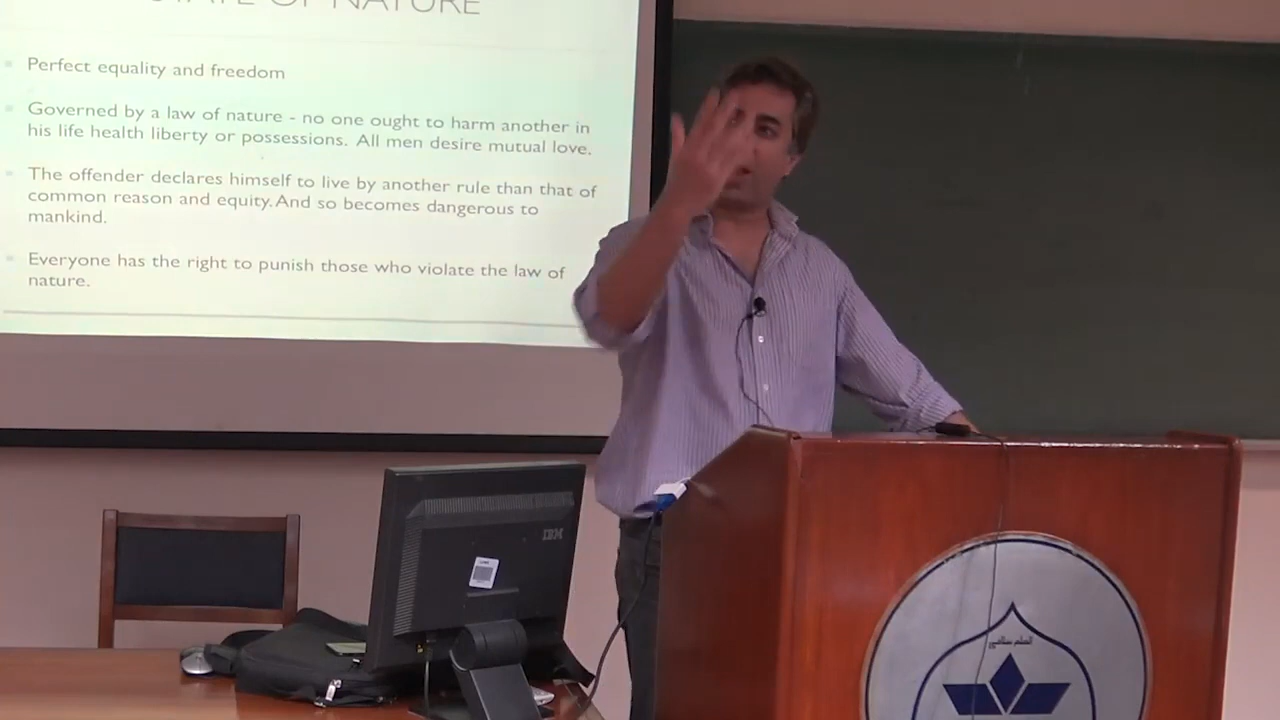 STATE OF NATURE
Perfect equality and freedom
Governed by a law of nature - no one ought to harm another in
his life health liberty or possessions. All men desire mutual love.
The offender declares himself to live by another rule than that of
common reason and equity. And so becomes dangerous to
mankind.
Everyone has the right to punish those who violate the law of
nature.
IBM